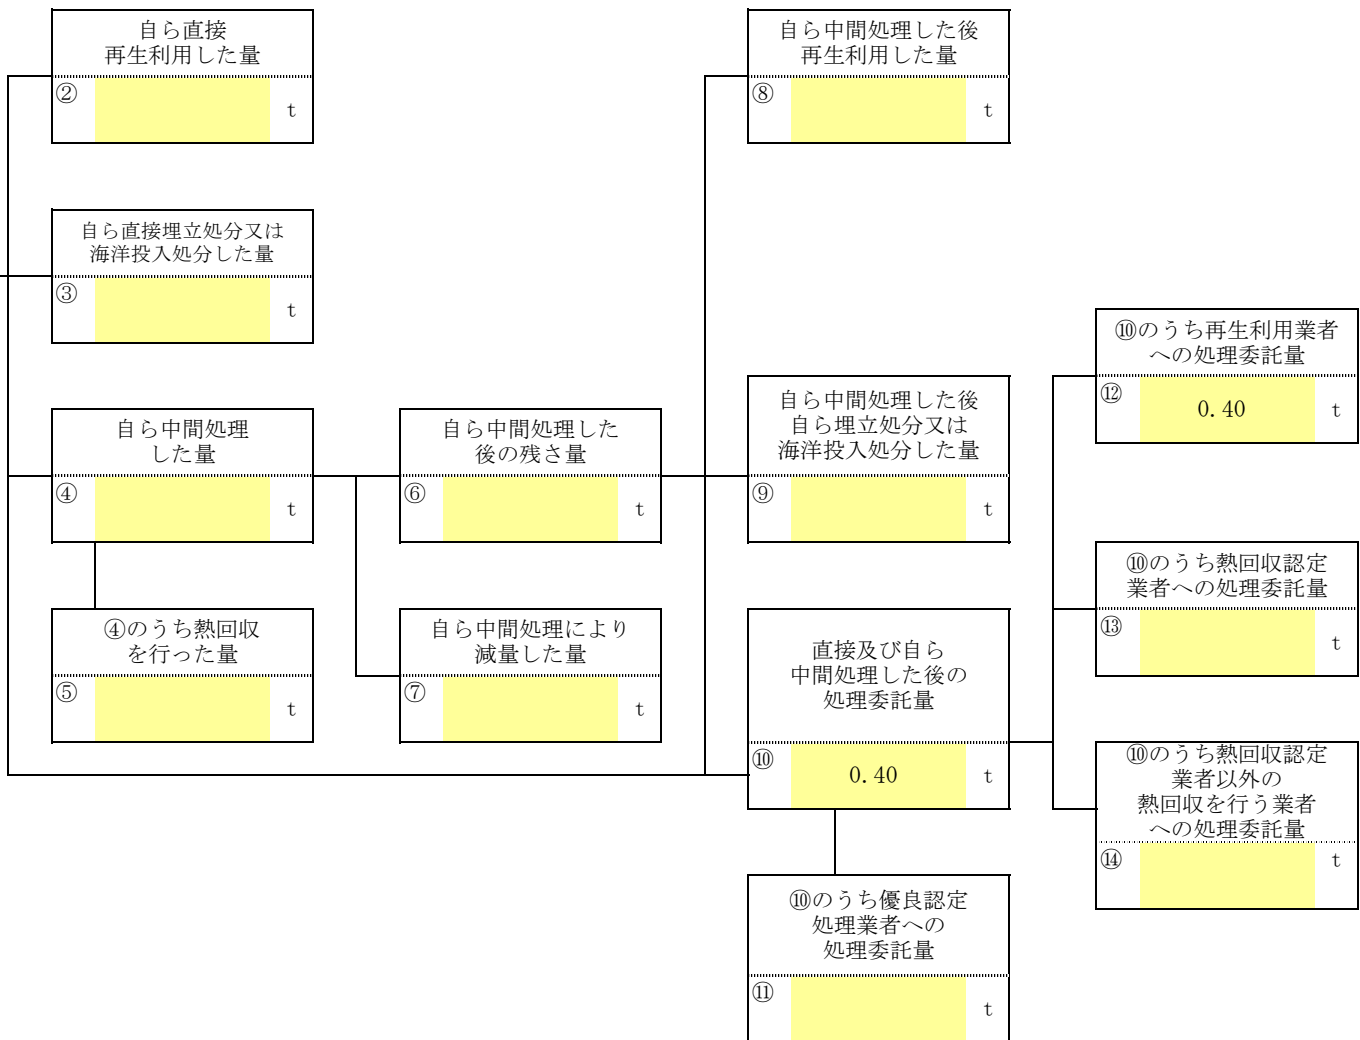 自ら直接
再生利用した量
②
t
自ら直接埋立処分又は
海洋投入処分した量
③
t
自ら中間処理
した量
④
t
④のうち熱回収
を行った量
⑤
t
自ら中間処理した
後の残さ量
⑥
t
自ら中間処理により
減量した量
⑦
t
自ら中間処理した後
再生利用した量
⑧
t
自ら中間処理した後
自ら埋立処分又は
海洋投入処分した量
⑨
t
直接及び自ら
中間処理した後の
処理委託量
⑩ 0.40 t
⑩のうち優良認定
処理業者への
処理委託量
⑪
t
⑩のうち再生利用業者
への処理委託量
⑫ 0.40 t
⑩のうち熱回収認定
業者への処理委託量
⑬
t
⑩のうち熱回収認定
業者以外の
熱回収を行う業者
への処理委託量
⑭
t